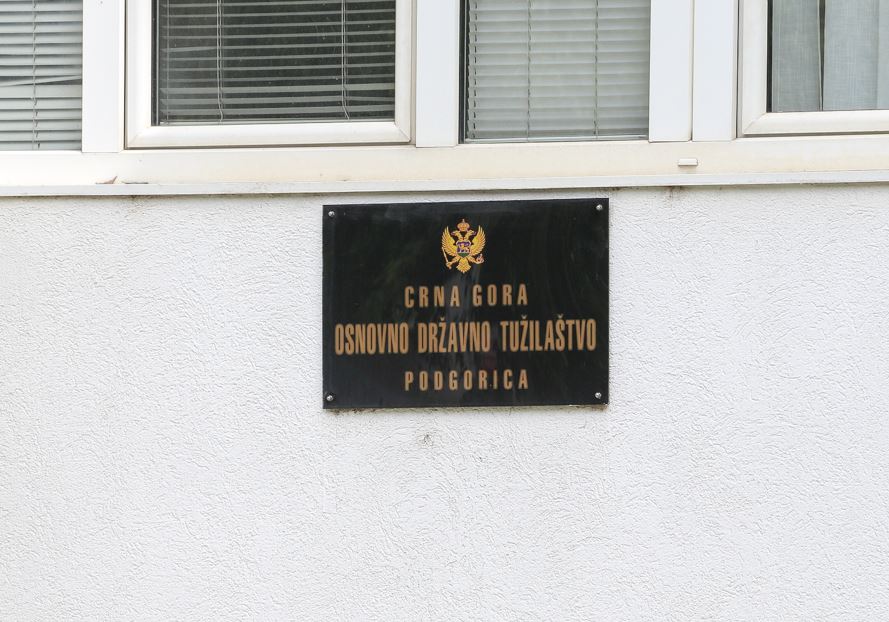 CRNA GORA
OSNOVNO DRŽAVNO TUŽILAŠTVO
PODGORICA